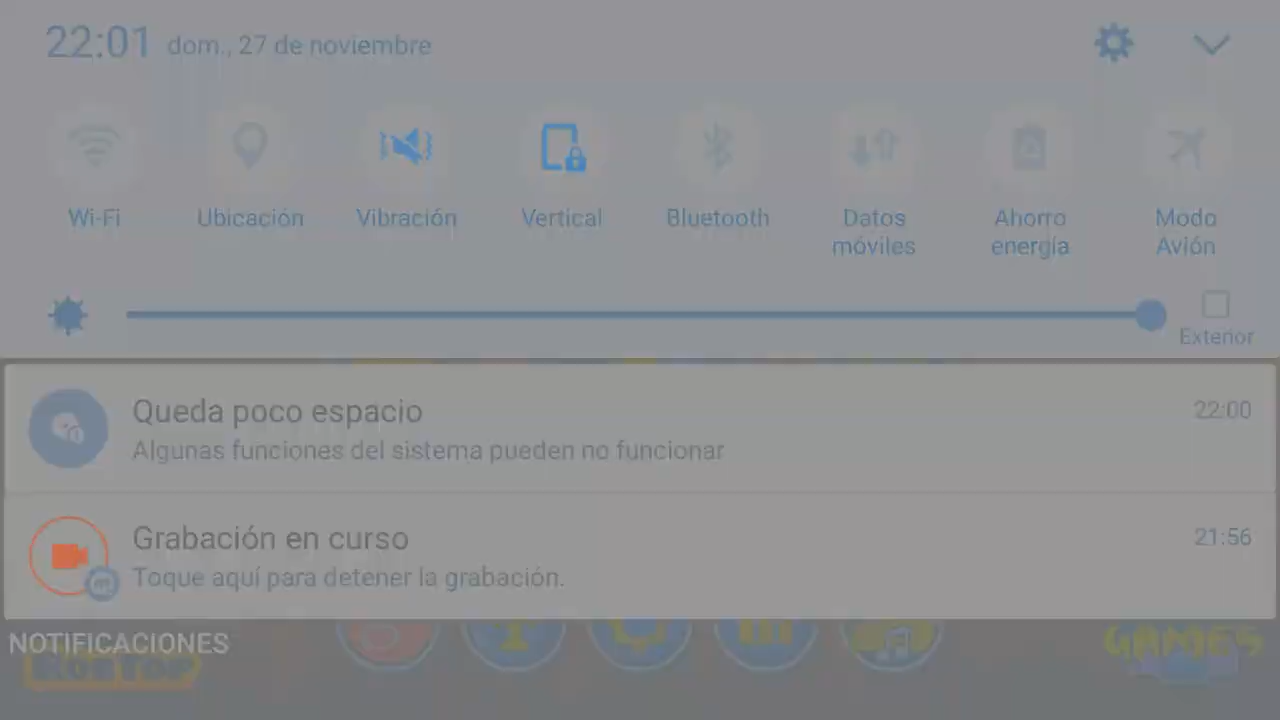 22:01 dom., 27 de noviembre
Wi-Fi
Ubicación
Vibración
Vertical
Bluetooth
Datos móviles
Ahorro energía
Modo Avión
Exterior
Queda poco espacio 22:00
Algunas funciones del sistema pueden no funcionar
Grabación en curso 21:56
Toque aquí para detener la grabación.
NOTIFICACIONES
RobTop
GAMES